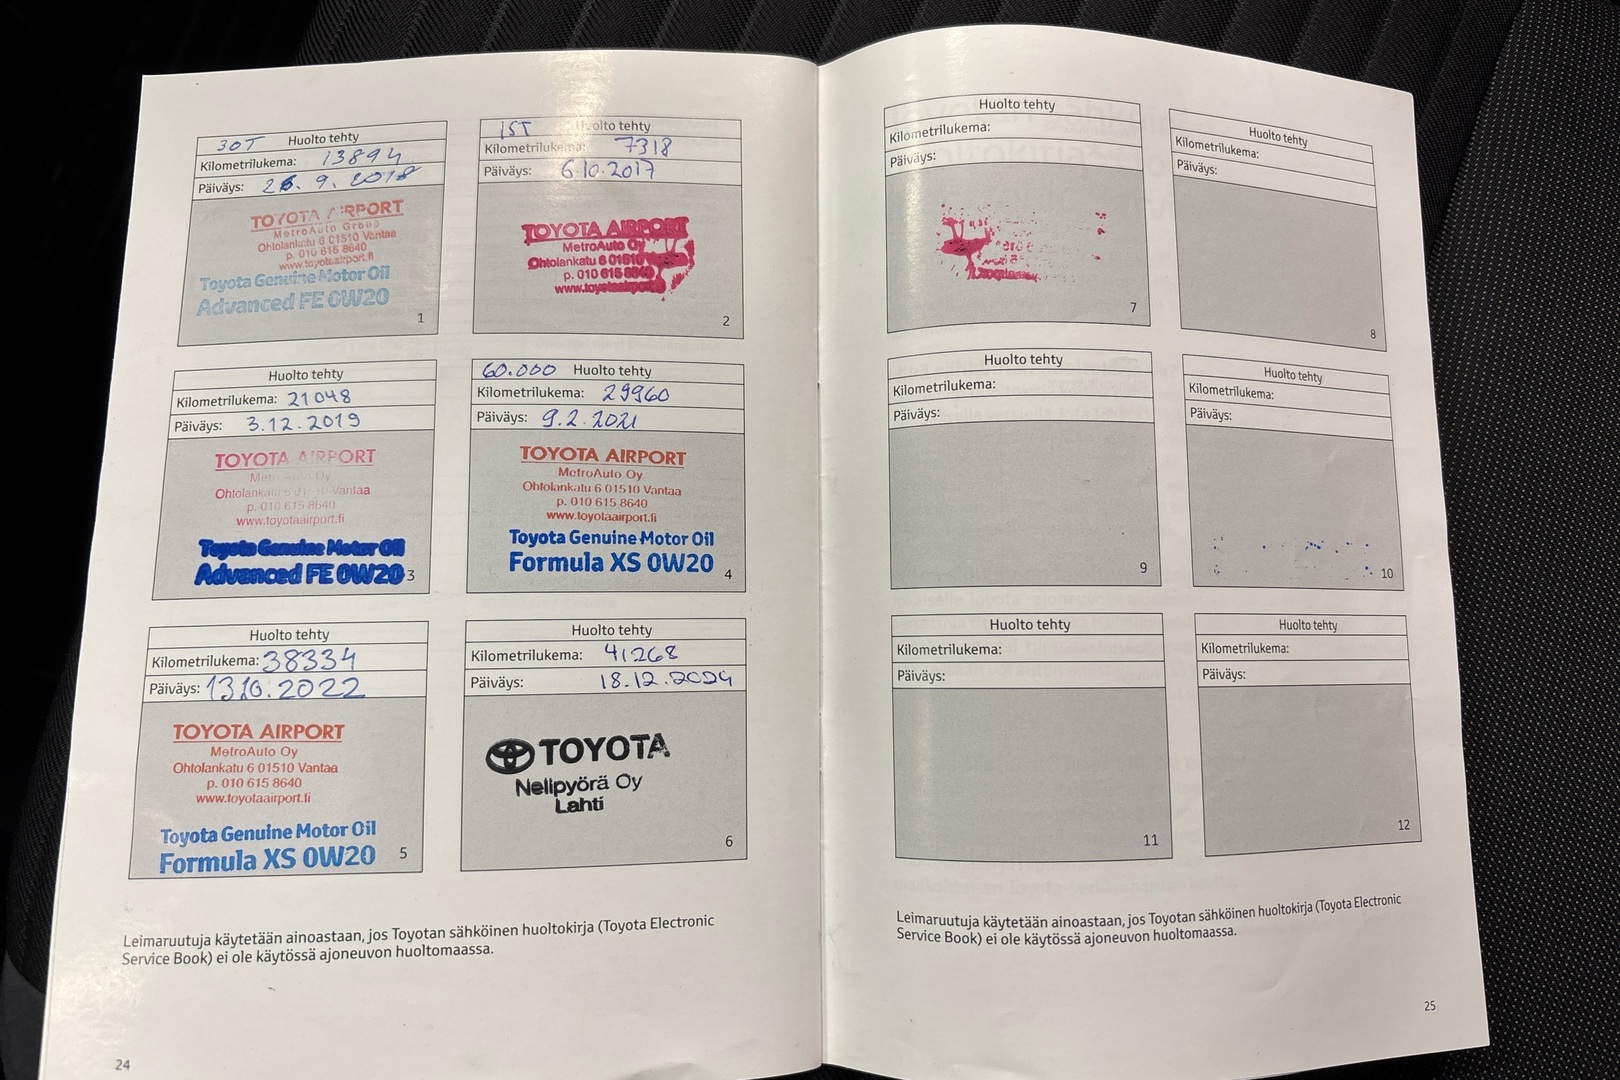 30T Huolto tehty
Kilometrilukema: 13894
Päiväys: 26.9.2018
TOYOTA AIRPORT
MetroAuto Group
Ohtolankatu 6 01510 Vantaa
p. 010 615 8640
www.toyotaairport.fi
Toyota Genuine Motor Oil
Advanced FE 0W20
1
15T Huolto tehty
Kilometrilukema: 7318
Päiväys: 6.10.2017
TOYOTA AIRPORT
MetroAuto Oy
Ohtolankatu 6 01510
p. 010 615 8640
www.toyotaairport
2
Huolto tehty
Kilometrilukema: 21048
Päiväys: 3.12.2019
TOYOTA AIRPORT
MetroAuto Oy
Ohtolankatu 6 01510 Vantaa
p. 010 615 8640
www.toyotaairport.fi
Toyota Genuine Motor Oil
Advanced FE 0W20
3
60.000 Huolto tehty
Kilometrilukema: 29960
Päiväys: 9.2.2021
TOYOTA AIRPORT
MetroAuto Oy
Ohtolankatu 6 01510 Vantaa
p. 010 615 8640
www.toyotaairport.fi
Toyota Genuine Motor Oil
Formula XS 0W20
4
Huolto tehty
Kilometrilukema: 38334
Päiväys: 13.10.2022
TOYOTA AIRPORT
MetroAuto Oy
Ohtolankatu 6 01510 Vantaa
p. 010 615 8640
www.toyotaairport.fi
Toyota Genuine Motor Oil
Formula XS 0W20
5
Huolto tehty
Kilometrilukema: 41268
Päiväys: 18.12.2024
TOYOTA
Nelipyörä Oy
Lahti
6
Leimaruutuja käytetään ainoastaan, jos Toyotan sähköinen huoltokirja (Toyota Electronic
Service Book) ei ole käytössä ajoneuvon huoltomaassa.
24
Huolto tehty
Kilometrilukema:
Päiväys:
7
Huolto tehty
Kilometrilukema:
Päiväys:
8
Huolto tehty
Kilometrilukema:
Päiväys:
9
Huolto tehty
Kilometrilukema:
Päiväys:
10
Huolto tehty
Kilometrilukema:
Päiväys:
11
Huolto tehty
Kilometrilukema:
Päiväys:
12
Leimaruutuja käytetään ainoastaan, jos Toyotan sähköinen huoltokirja (Toyota Electronic
Service Book) ei ole käytössä ajoneuvon huoltomaassa.
25